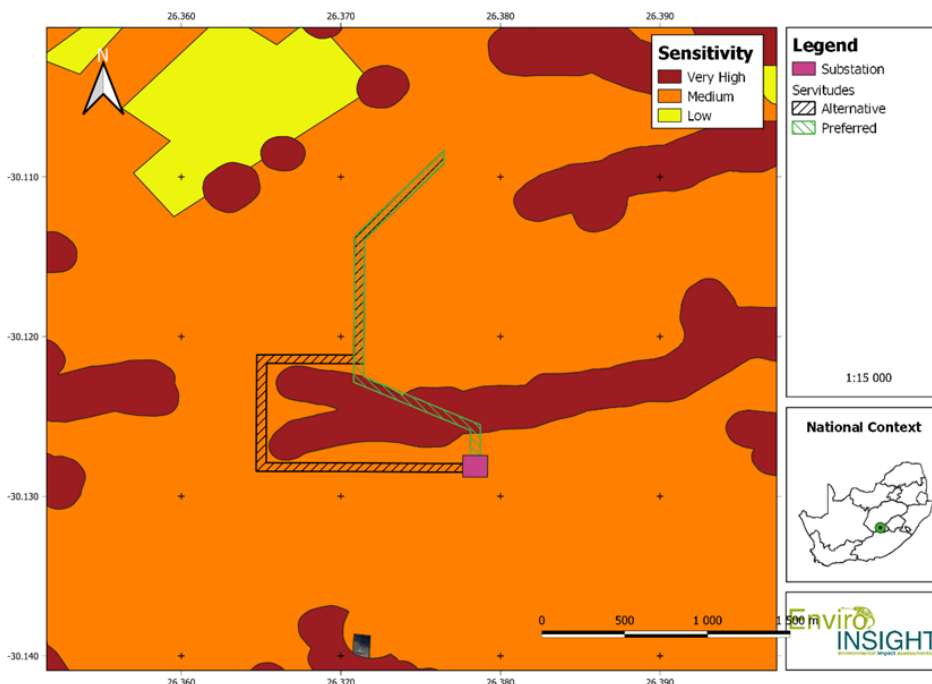 26.360 26.370 26.380 26.390
N
Sensitivity
Very High
Medium
Low
-30.110
-30.120
-30.130
-30.140
0 500 1 000 1 500 m
26.360 26.370 26.380 26.390
Legend
Substation
Servitudes
Alternative
Preferred
1:15 000
National Context
Enviro
INSIGHT
environmental impact assessments